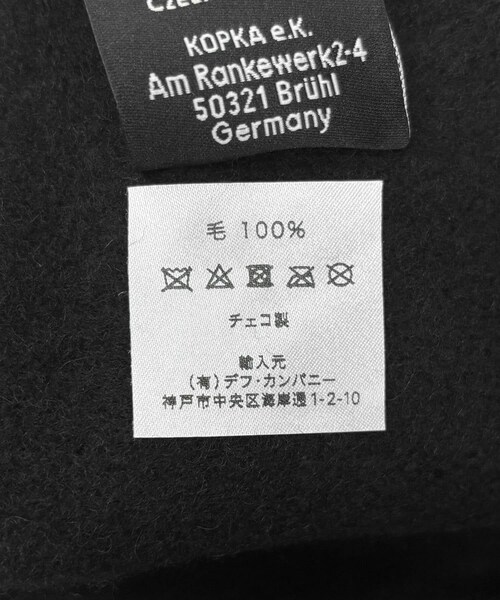 KOPKA e.K.
Am Rankewerk2-4
50321 Brühl
Germany
毛 100%
チェコ製
輸入元
(有)デフ・カンパニー
神戸市中央区海岸通1-2-10